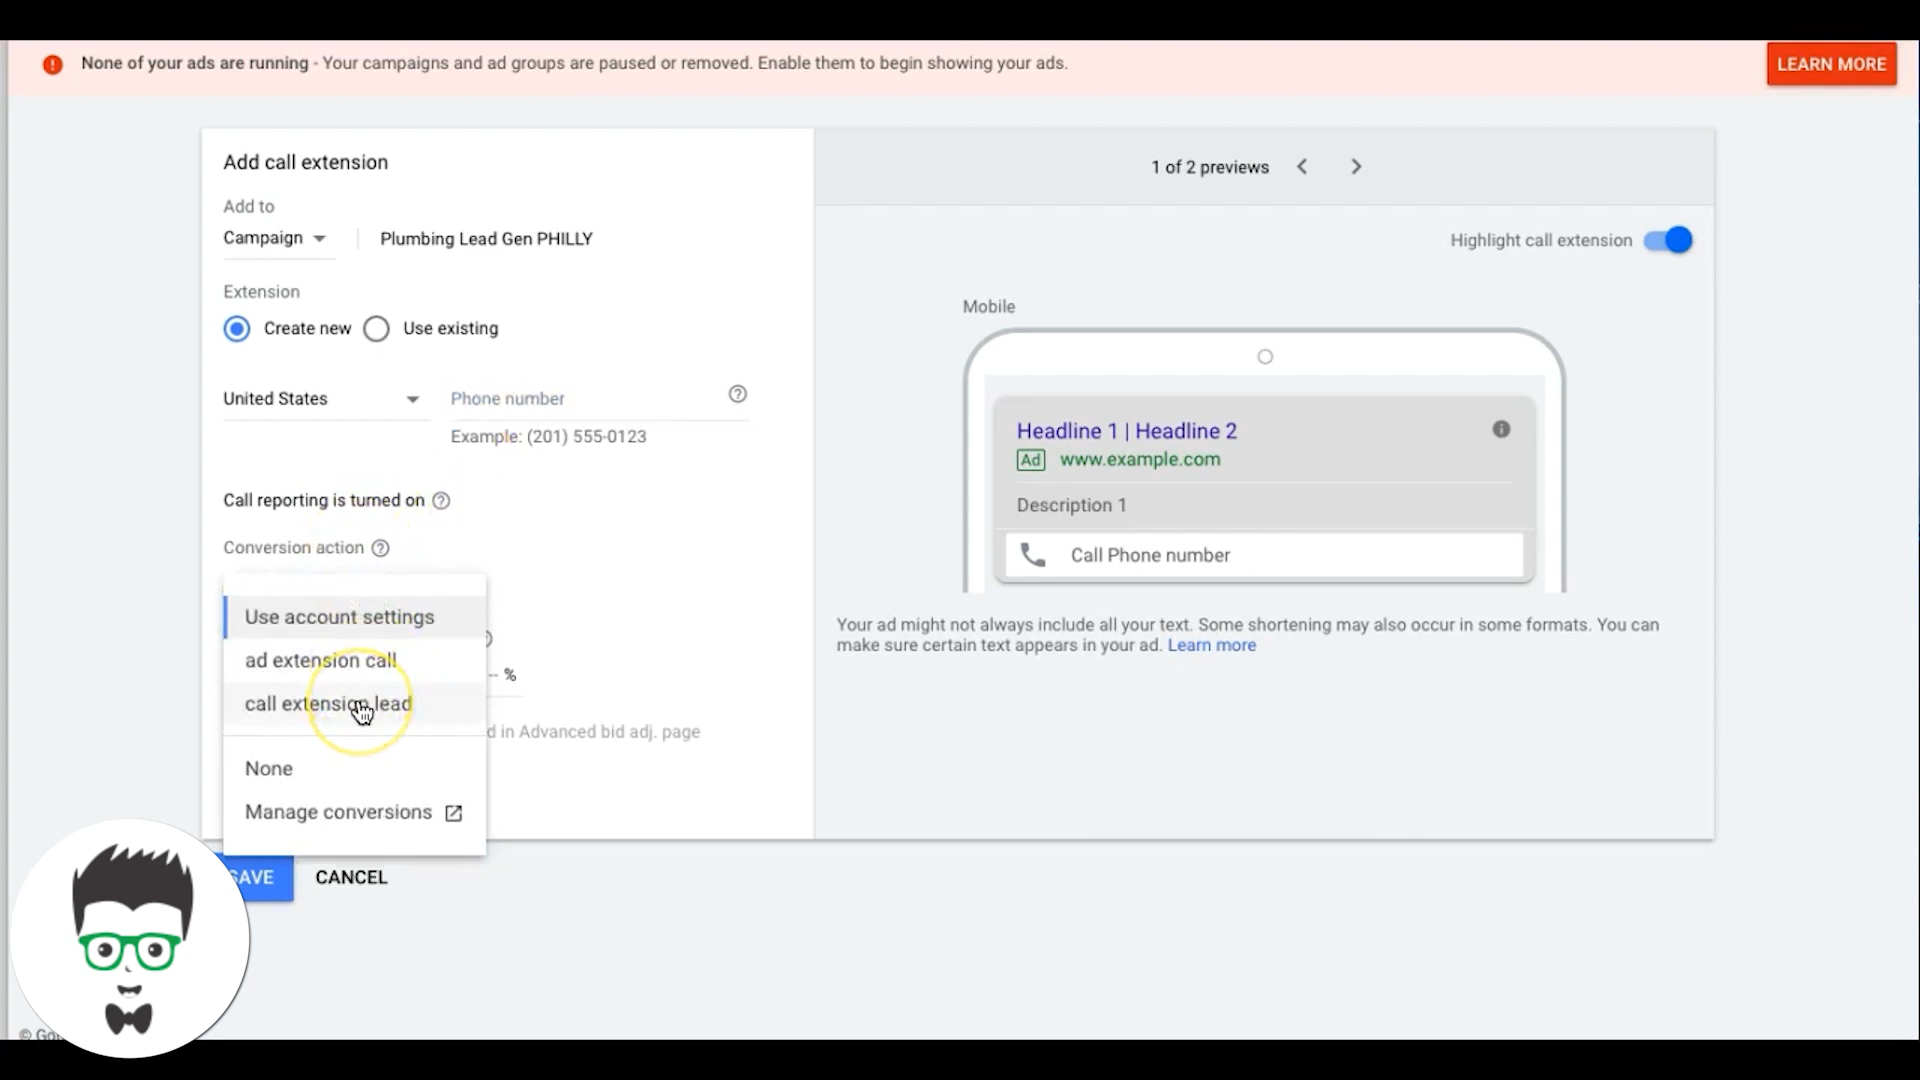 None of your ads are running - Your campaigns and ad groups are paused or removed. Enable them to begin showing your ads.
LEARN MORE
Add call extension
Add to
Campaign
Plumbing Lead Gen PHILLY
Extension
Create new
Use existing
United States
Phone number
Example: (201) 555-0123
Call reporting is turned on
Conversion action
Use account settings
ad extension call
call extension lead
None
Manage conversions
-- %
d in Advanced bid adj. page
SAVE
CANCEL
1 of 2 previews
Highlight call extension
Mobile
Headline 1 | Headline 2
Ad www.example.com
Description 1
Call Phone number
Your ad might not always include all your text. Some shortening may also occur in some formats. You can
make sure certain text appears in your ad. Learn more